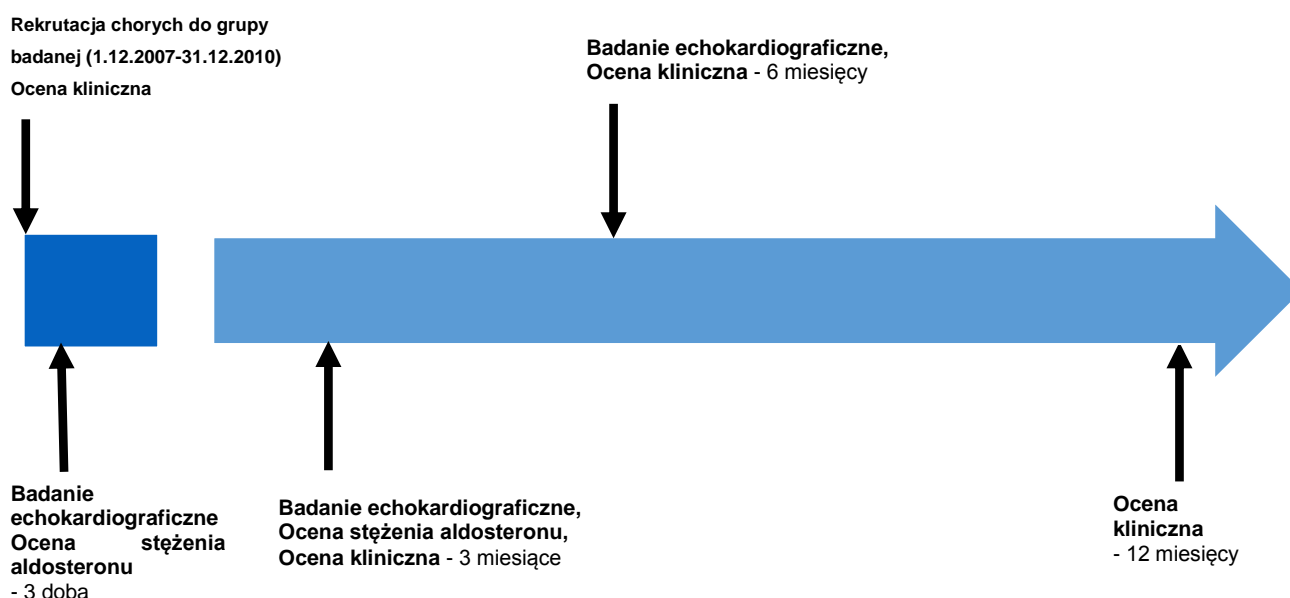 Rekrutacja chorych do grupy
badanej (1.12.2007-31.12.2010)
Ocena kliniczna
Badanie echokardiograficzne,
Ocena kliniczna - 6 miesięcy
Badanie
echokardiograficzne
Ocena stężenia
aldosteronu
- 3 doba
Badanie echokardiograficzne,
Ocena stężenia aldosteronu,
Ocena kliniczna - 3 miesiące
Ocena
kliniczna
- 12 miesięcy